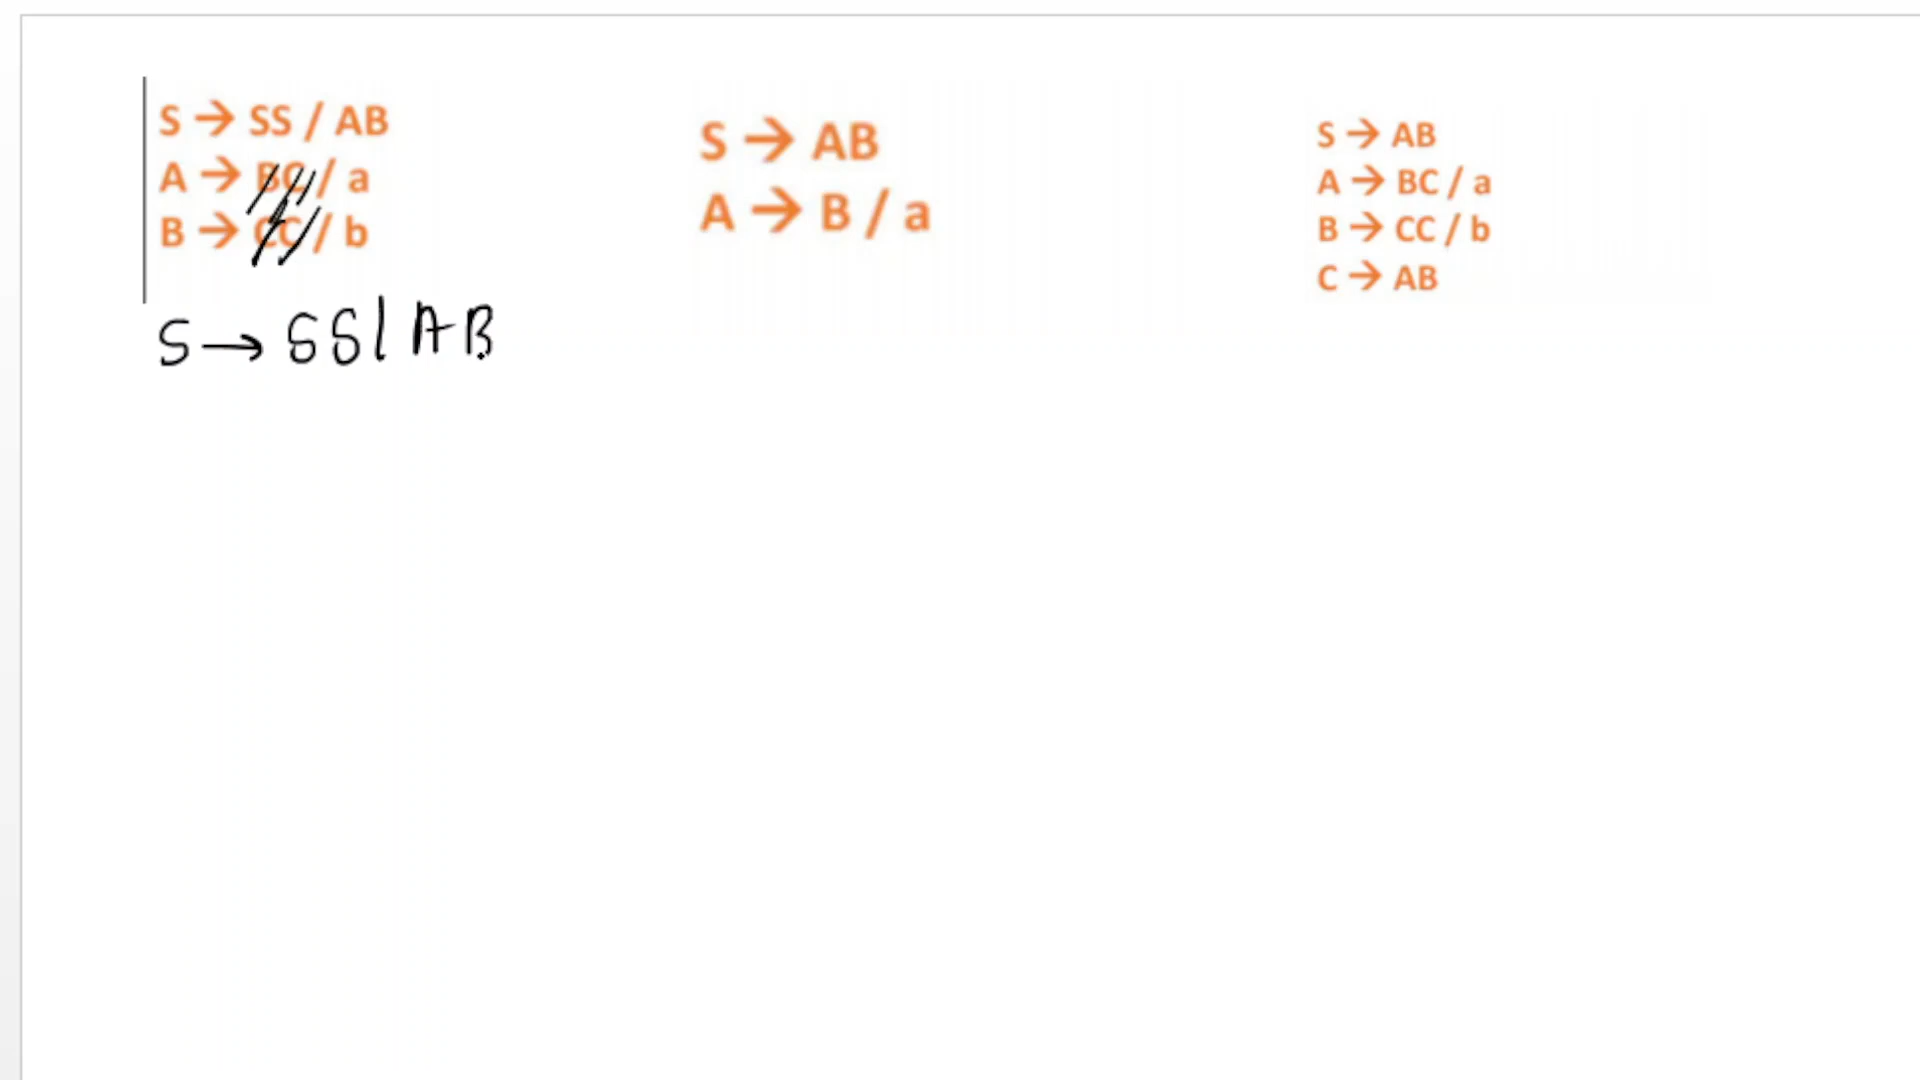 S → SS / AB
A → BC / a
B → CC / b
S → SS | AB
S → AB
A → B / a
S → AB
A → BC / a
B → CC / b
C → AB